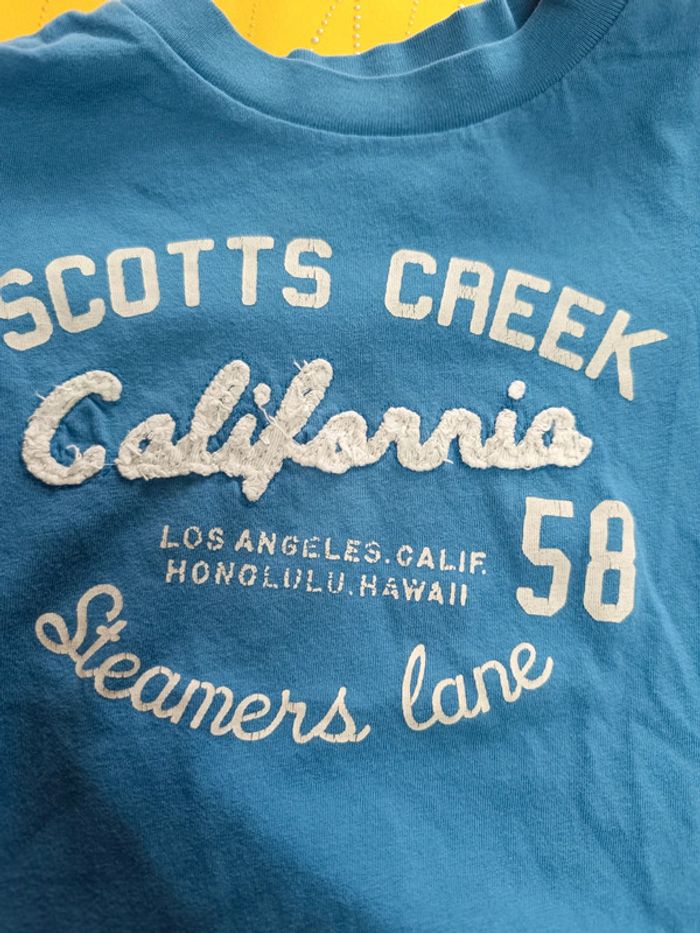 SCOTTS CREEK
California
58
LOS ANGELES.CALIF.
HONOLULU.HAWAII
Steamers lane